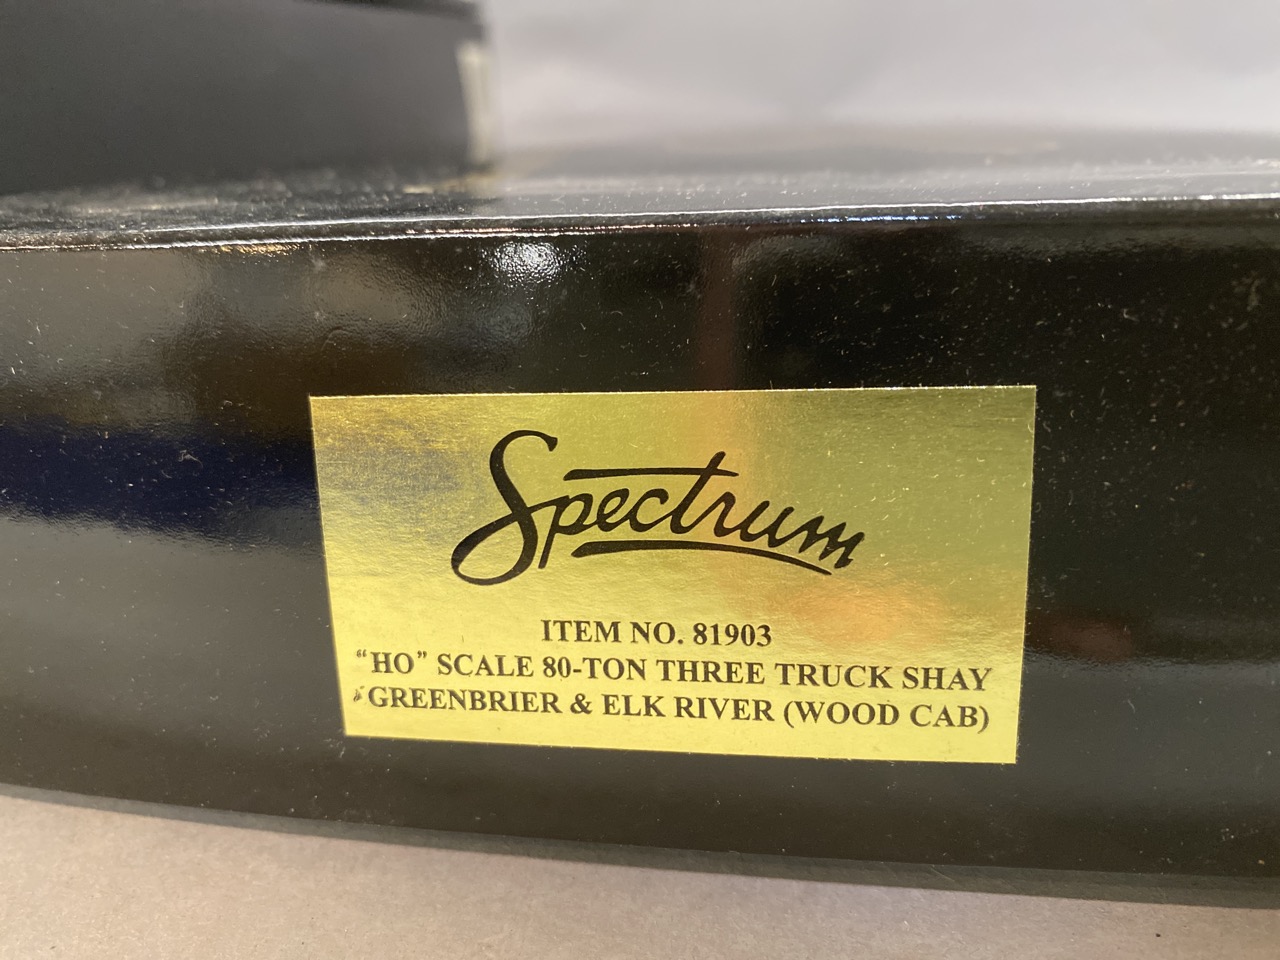 Spectrum
ITEM NO. 81903
“HO” SCALE 80-TON THREE TRUCK SHAY
GREENBRIER & ELK RIVER (WOOD CAB)